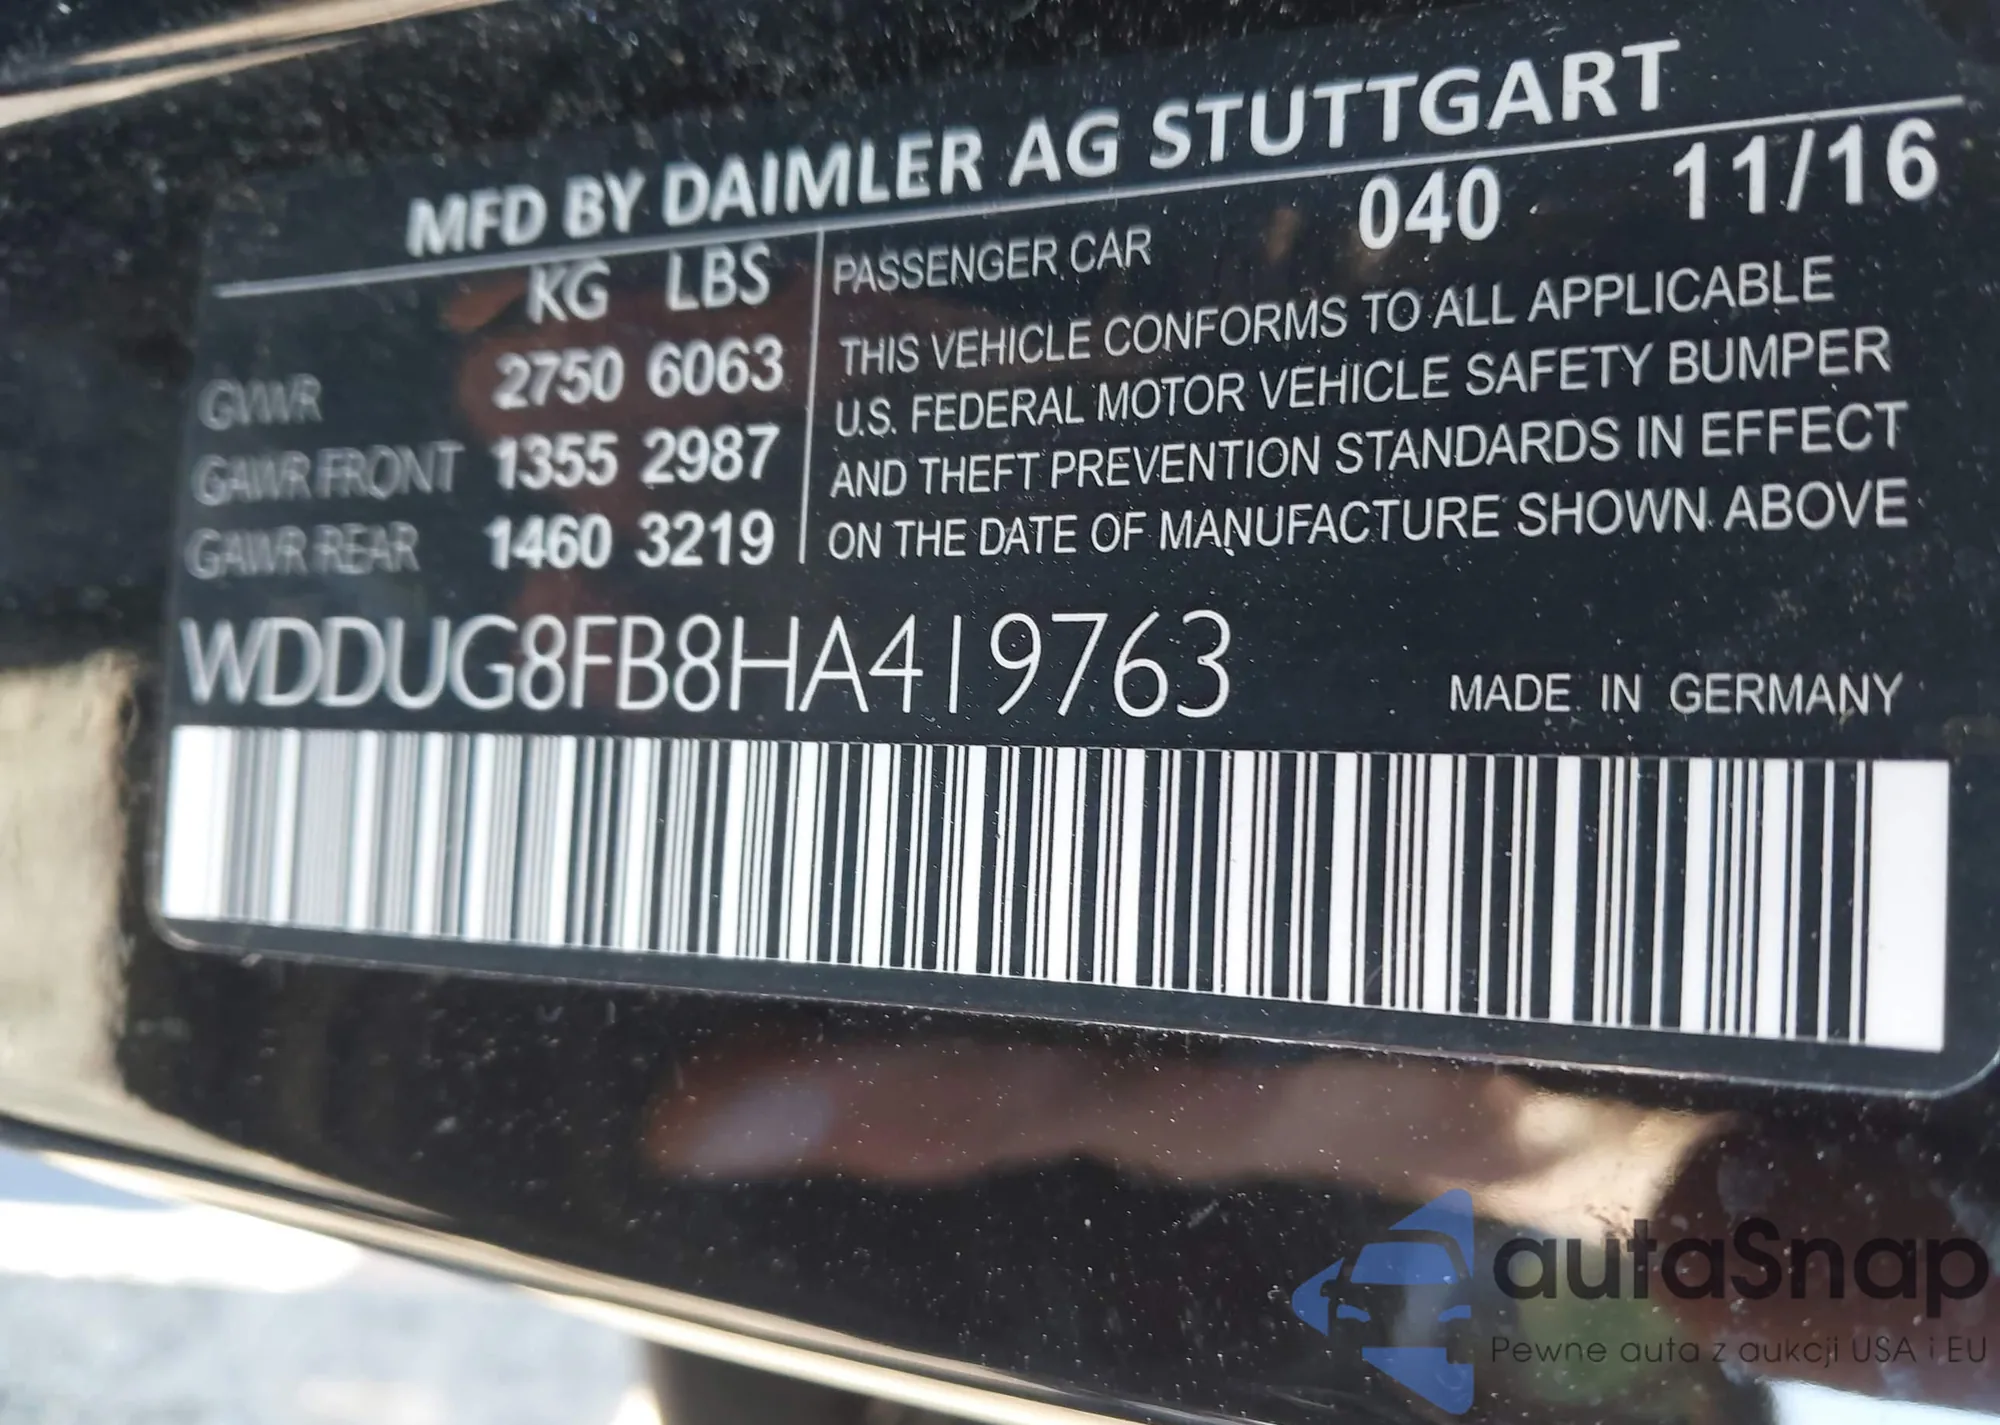 MFD BY DAIMLER AG STUTTGART
KG LBS
GVWR 2750 6063
GAWR FRONT 1355 2987
GAWR REAR 1460 3219
PASSENGER CAR 040 11/16
THIS VEHICLE CONFORMS TO ALL APPLICABLE
U.S. FEDERAL MOTOR VEHICLE SAFETY BUMPER
AND THEFT PREVENTION STANDARDS IN EFFECT
ON THE DATE OF MANUFACTURE SHOWN ABOVE
WDDUG8FB8HA419763
MADE IN GERMANY
autaSnap
Pewne auta z aukcji USA i EU